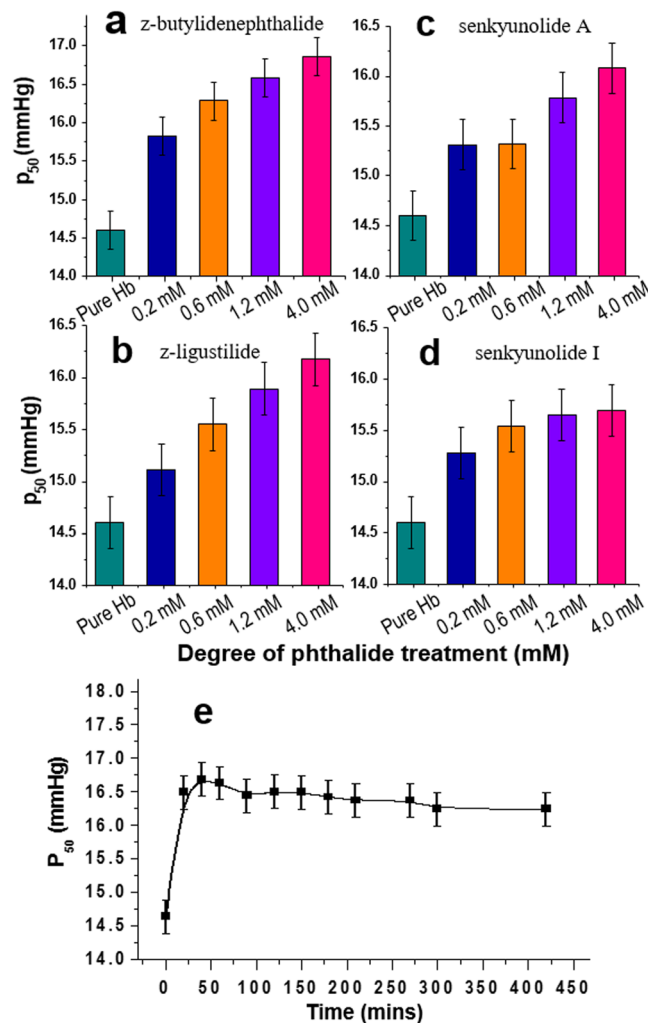 a
z-butylidenephthalide
p50 (mmHg)
17.0
16.5
16.0
15.5
15.0
14.5
14.0
Pure Hb
0.2 mM
0.6 mM
1.2 mM
4.0 mM
c
senkyunolide A
16.5
16.0
15.5
15.0
14.5
14.0
Pure Hb
0.2 mM
0.6 mM
1.2 mM
4.0 mM
b
z-ligustilide
p50 (mmHg)
16.5
16.0
15.5
15.0
14.5
14.0
Pure Hb
0.2 mM
0.6 mM
1.2 mM
4.0 mM
d
senkyunolide I
16.5
16.0
15.5
15.0
14.5
14.0
Pure Hb
0.2 mM
0.6 mM
1.2 mM
4.0 mM
Degree of phthalide treatment (mM)
e
P50 (mmHg)
18.0
17.5
17.0
16.5
16.0
15.5
15.0
14.5
14.0
0 50 100 150 200 250 300 350 400 450
Time (mins)